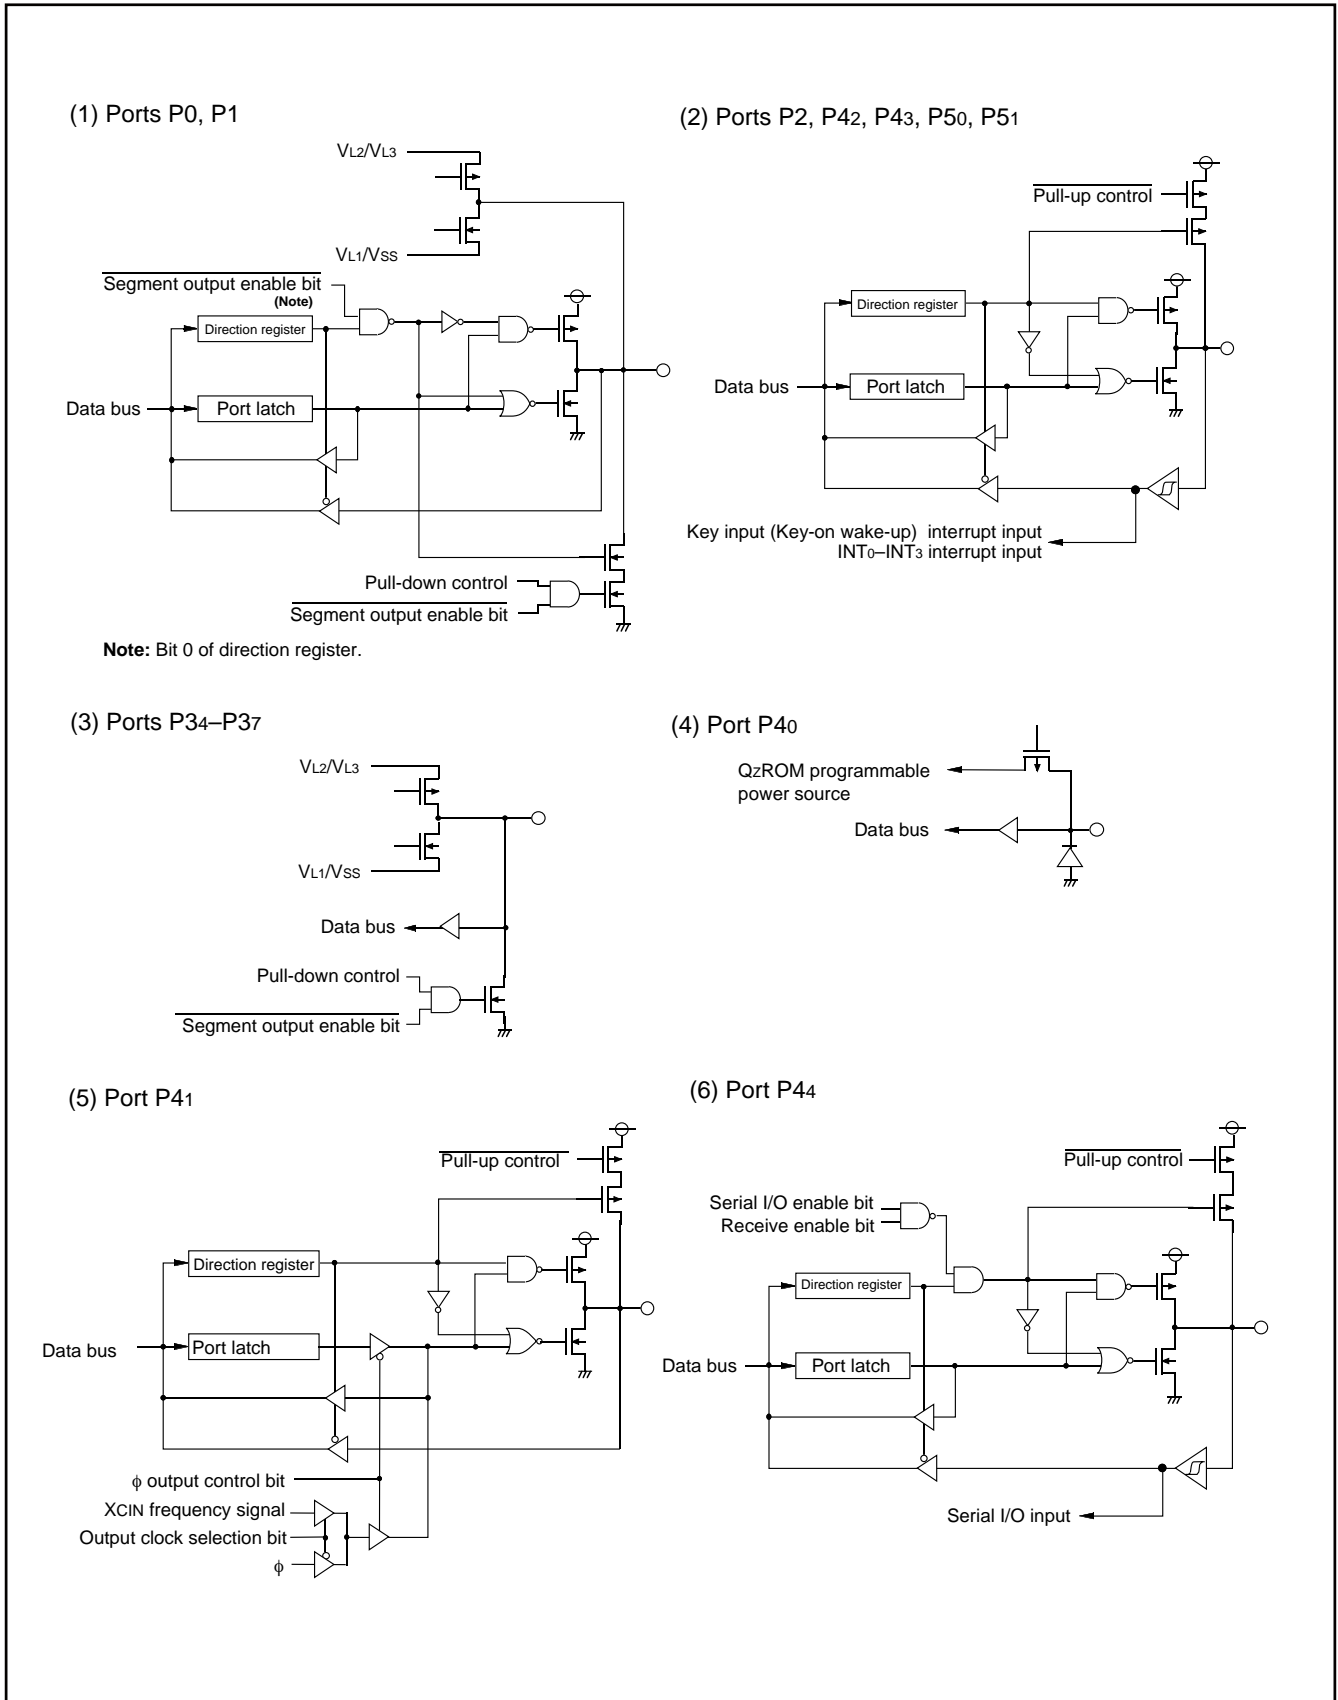 (1) Ports P0, P1
VL2/VL3
VL1/VSS
Segment output enable bit
(Note)
Direction register
Data bus
Port latch
Pull-down control
Segment output enable bit
Note: Bit 0 of direction register.
(2) Ports P2, P42, P43, P50, P51
Pull-up control
Direction register
Data bus
Port latch
Key input (Key-on wake-up) interrupt input
INT0–INT3 interrupt input
(3) Ports P34–P37
VL2/VL3
VL1/VSS
Data bus
Pull-down control
Segment output enable bit
(4) Port P40
QzROM programmable
power source
Data bus
(5) Port P41
Pull-up control
Direction register
Data bus
Port latch
φ output control bit
XCIN frequency signal
Output clock selection bit
φ
(6) Port P44
Pull-up control
Serial I/O enable bit
Receive enable bit
Direction register
Data bus
Port latch
Serial I/O input